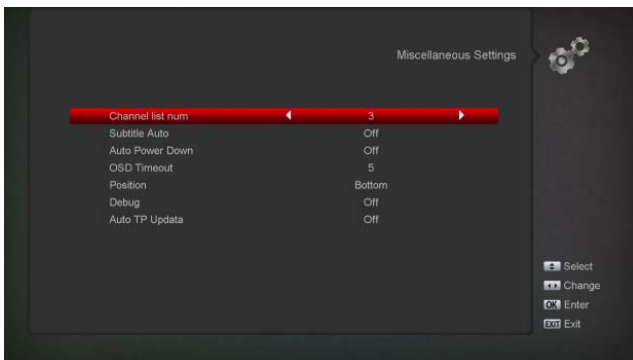 Miscellaneous Settings
Channel list num 3
Subtitle Auto Off
Auto Power Down Off
OSD Timeout 5
Position Bottom
Debug Off
Auto TP Updata Off
Select
Change
OK Enter
EXIT Exit